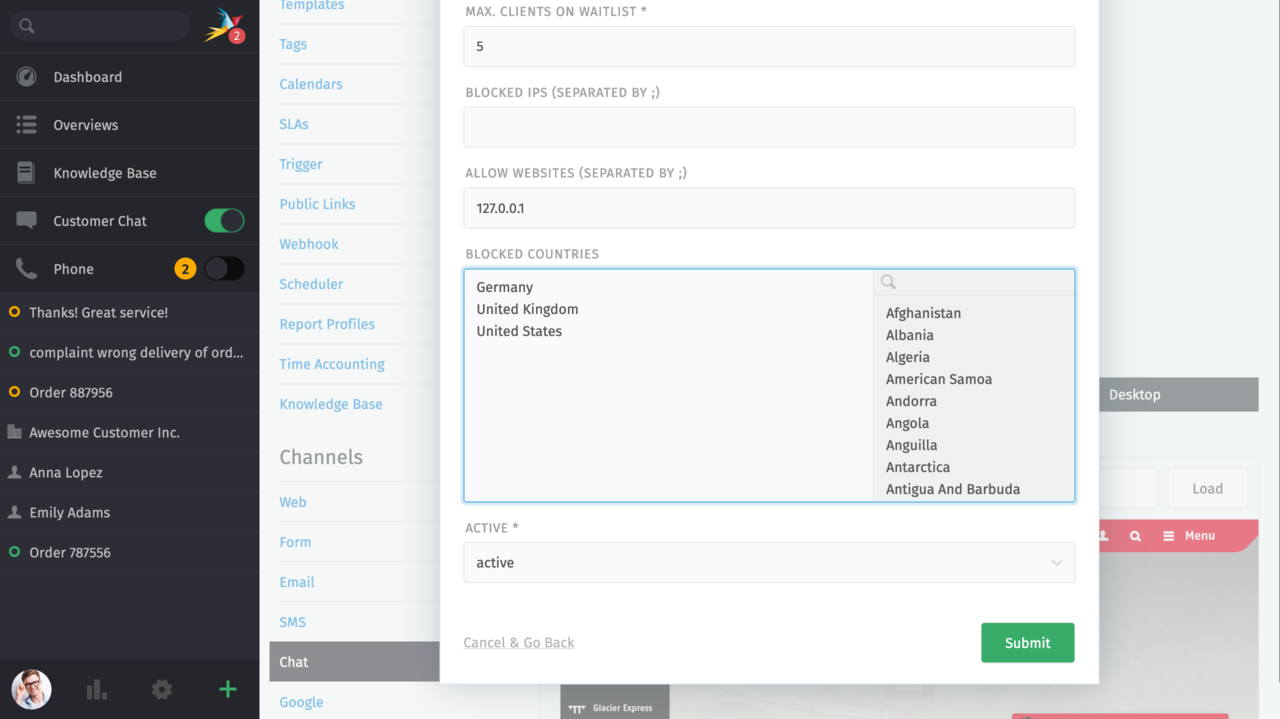 2
Dashboard
Overviews
Knowledge Base
Customer Chat
Phone
2
Thanks! Great service!
complaint wrong delivery of ord...
Order 887956
Awesome Customer Inc.
Anna Lopez
Emily Adams
Order 787556
Templates
Tags
Calendars
SLAs
Trigger
Public Links
Webhook
Scheduler
Report Profiles
Time Accounting
Knowledge Base
Channels
Web
Form
Email
SMS
Chat
Google
MAX. CLIENTS ON WAITLIST *
5
BLOCKED IPS (SEPARATED BY ;)
ALLOW WEBSITES (SEPARATED BY ;)
127.0.0.1
BLOCKED COUNTRIES
Germany
United Kingdom
United States
Afghanistan
Albania
Algeria
American Samoa
Andorra
Angola
Anguilla
Antarctica
Antigua And Barbuda
ACTIVE *
active
Cancel & Go Back
Submit
Desktop
Load
Menu
Glacier Express